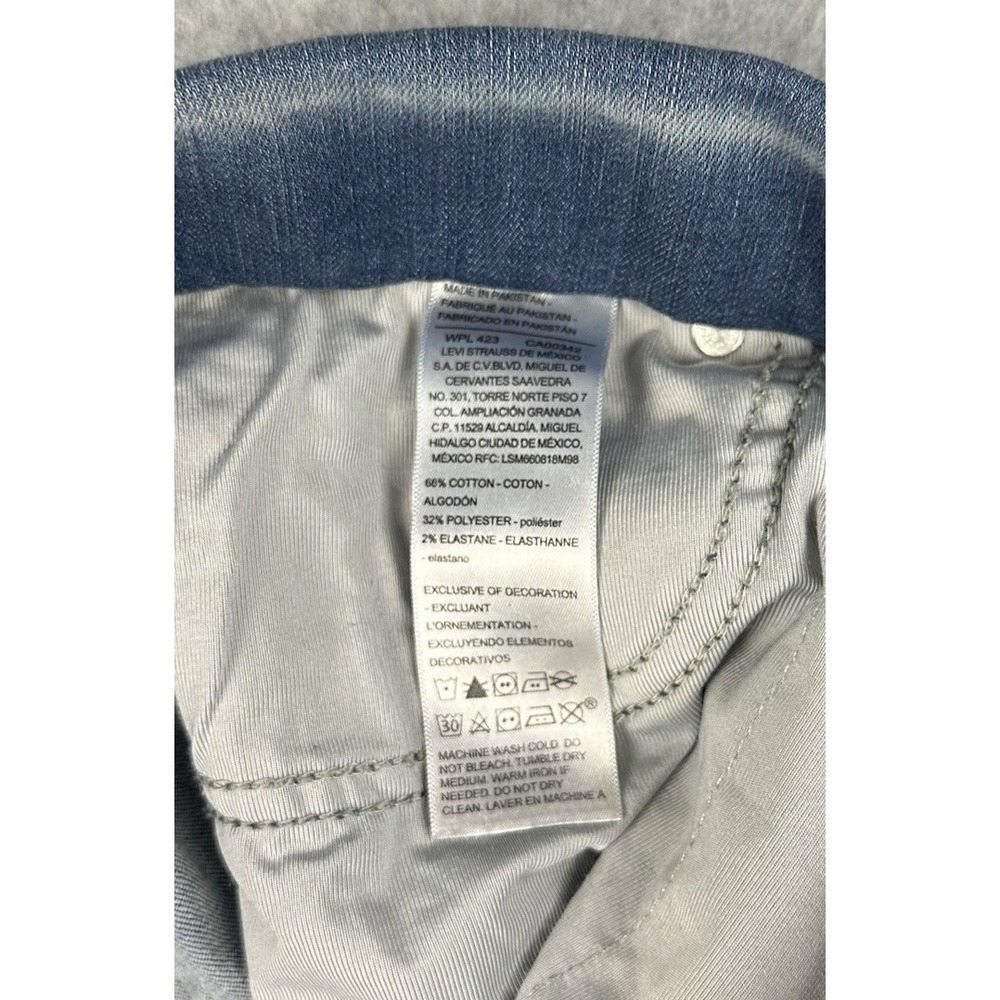 MADE IN PAKISTAN -
FABRIQUÉ AU PAKISTAN -
FABRICADO EN PAKISTÁN
WPL 423 CA00342
LEVI STRAUSS DE MÉXICO
S.A. DE C.V.BLVD. MIGUEL DE
CERVANTES SAAVEDRA
NO. 301, TORRE NORTE PISO 7
COL. AMPLIACIÓN GRANADA
C.P. 11529 ALCALDÍA. MIGUEL
HIDALGO CIUDAD DE MÉXICO,
MÉXICO RFC: LSM660818M98
66% COTTON - COTON -
ALGODÓN
32% POLYESTER - poliéster
2% ELASTANE - ELASTHANNE
- elastano
EXCLUSIVE OF DECORATION
- EXCLUANT
L'ORNEMENTATION -
EXCLUYENDO ELEMENTOS
DECORATIVOS
30 ®
MACHINE WASH COLD. DO
NOT BLEACH. TUMBLE DRY
MEDIUM. WARM IRON IF
NEEDED. DO NOT DRY
CLEAN. LAVER EN MACHINE A